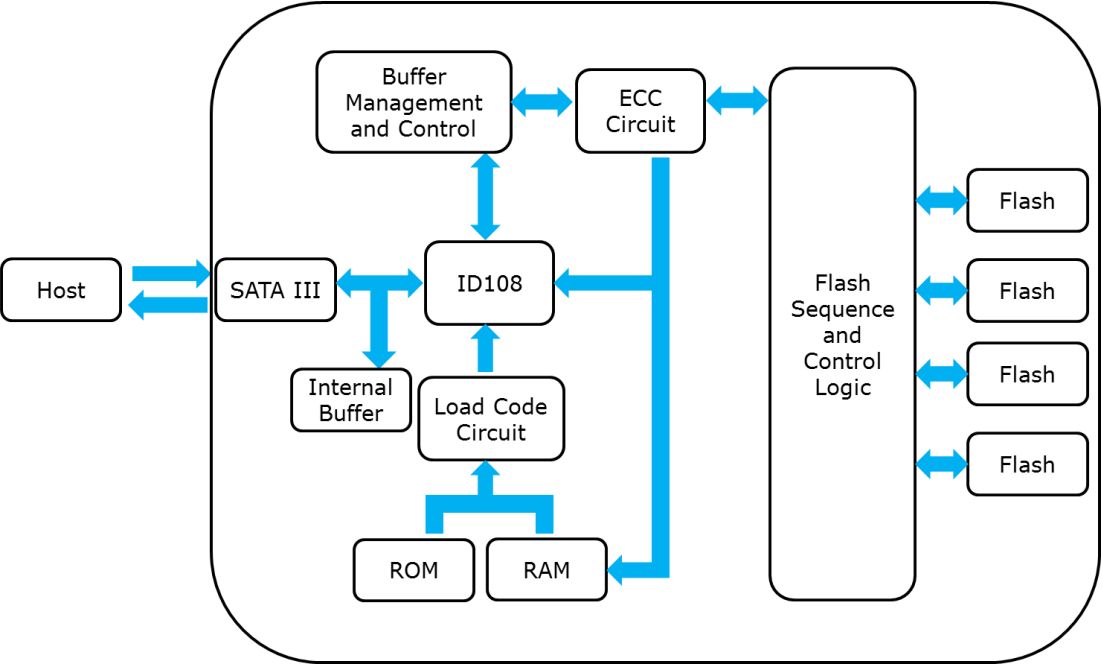 Buffer
Management
and Control
ECC
Circuit
Flash
Host
SATA III
ID108
Flash
Sequence
and
Control
Logic
Flash
Internal
Buffer
Load Code
Circuit
Flash
Flash
ROM
RAM